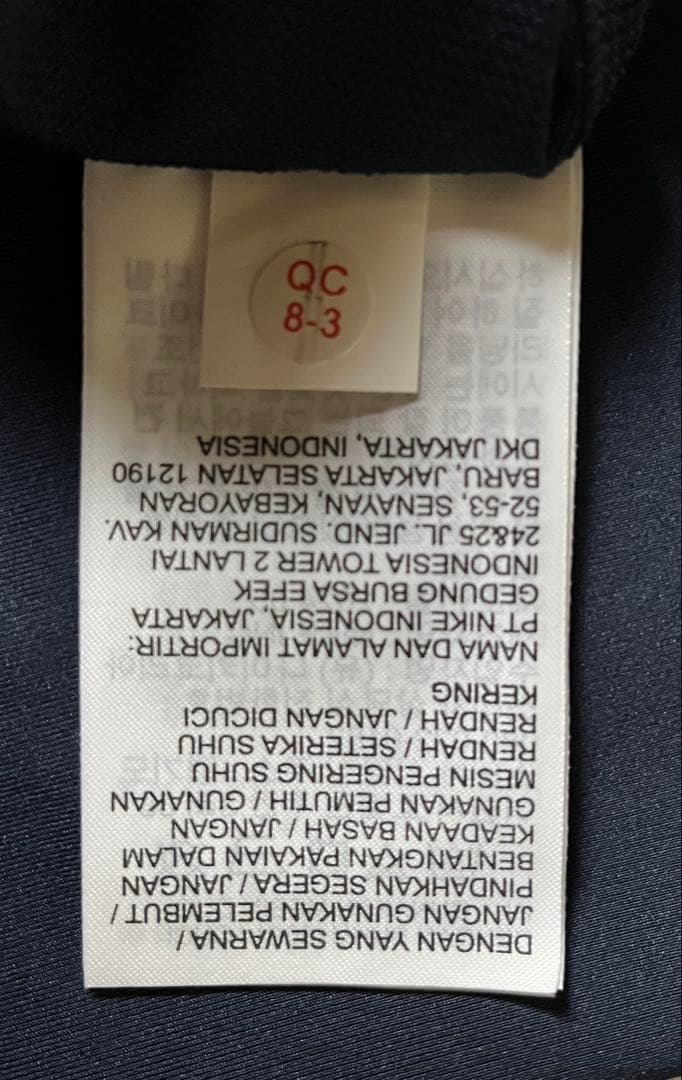 QC
8-3
DENGAN YANG SEWARNA /
JANGAN GUNAKAN PELEMBUT /
PINDAHKAN SEGERA / JANGAN
BENTANGKAN PAKAIAN DALAM
KEADAAN BASAH / JANGAN
GUNAKAN PEMUTIH / GUNAKAN
MESIN PENGERING SUHU
RENDAH / SETERIKA SUHU
RENDAH / JANGAN DICUCI
KERING
NAMA DAN ALAMAT IMPORTIR:
PT NIKE INDONESIA, JAKARTA
GEDUNG BURSA EFEK
INDONESIA TOWER 2 LANTAI
24&25 JL. JEND. SUDIRMAN KAV.
52-53, SENAYAN, KEBAYORAN
BARU, JAKARTA SELATAN 12190
DKI JAKARTA, INDONESIA